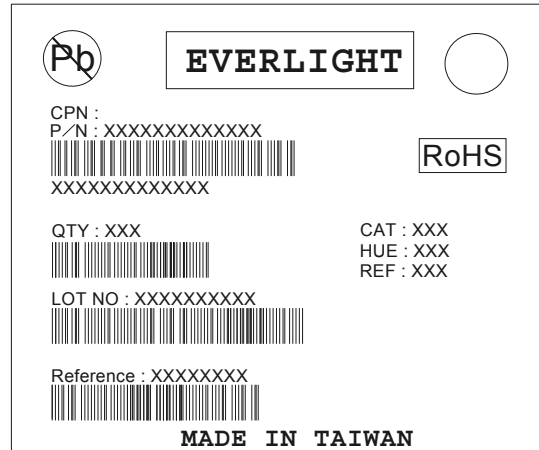 Pb
EVERLIGHT
CPN :
P/N : XXXXXXXXXXXXX
RoHS
XXXXXXXXXXXXX
QTY : XXX
CAT : XXX
HUE : XXX
REF : XXX
LOT NO : XXXXXXXXXX
Reference : XXXXXXXX
MADE IN TAIWAN